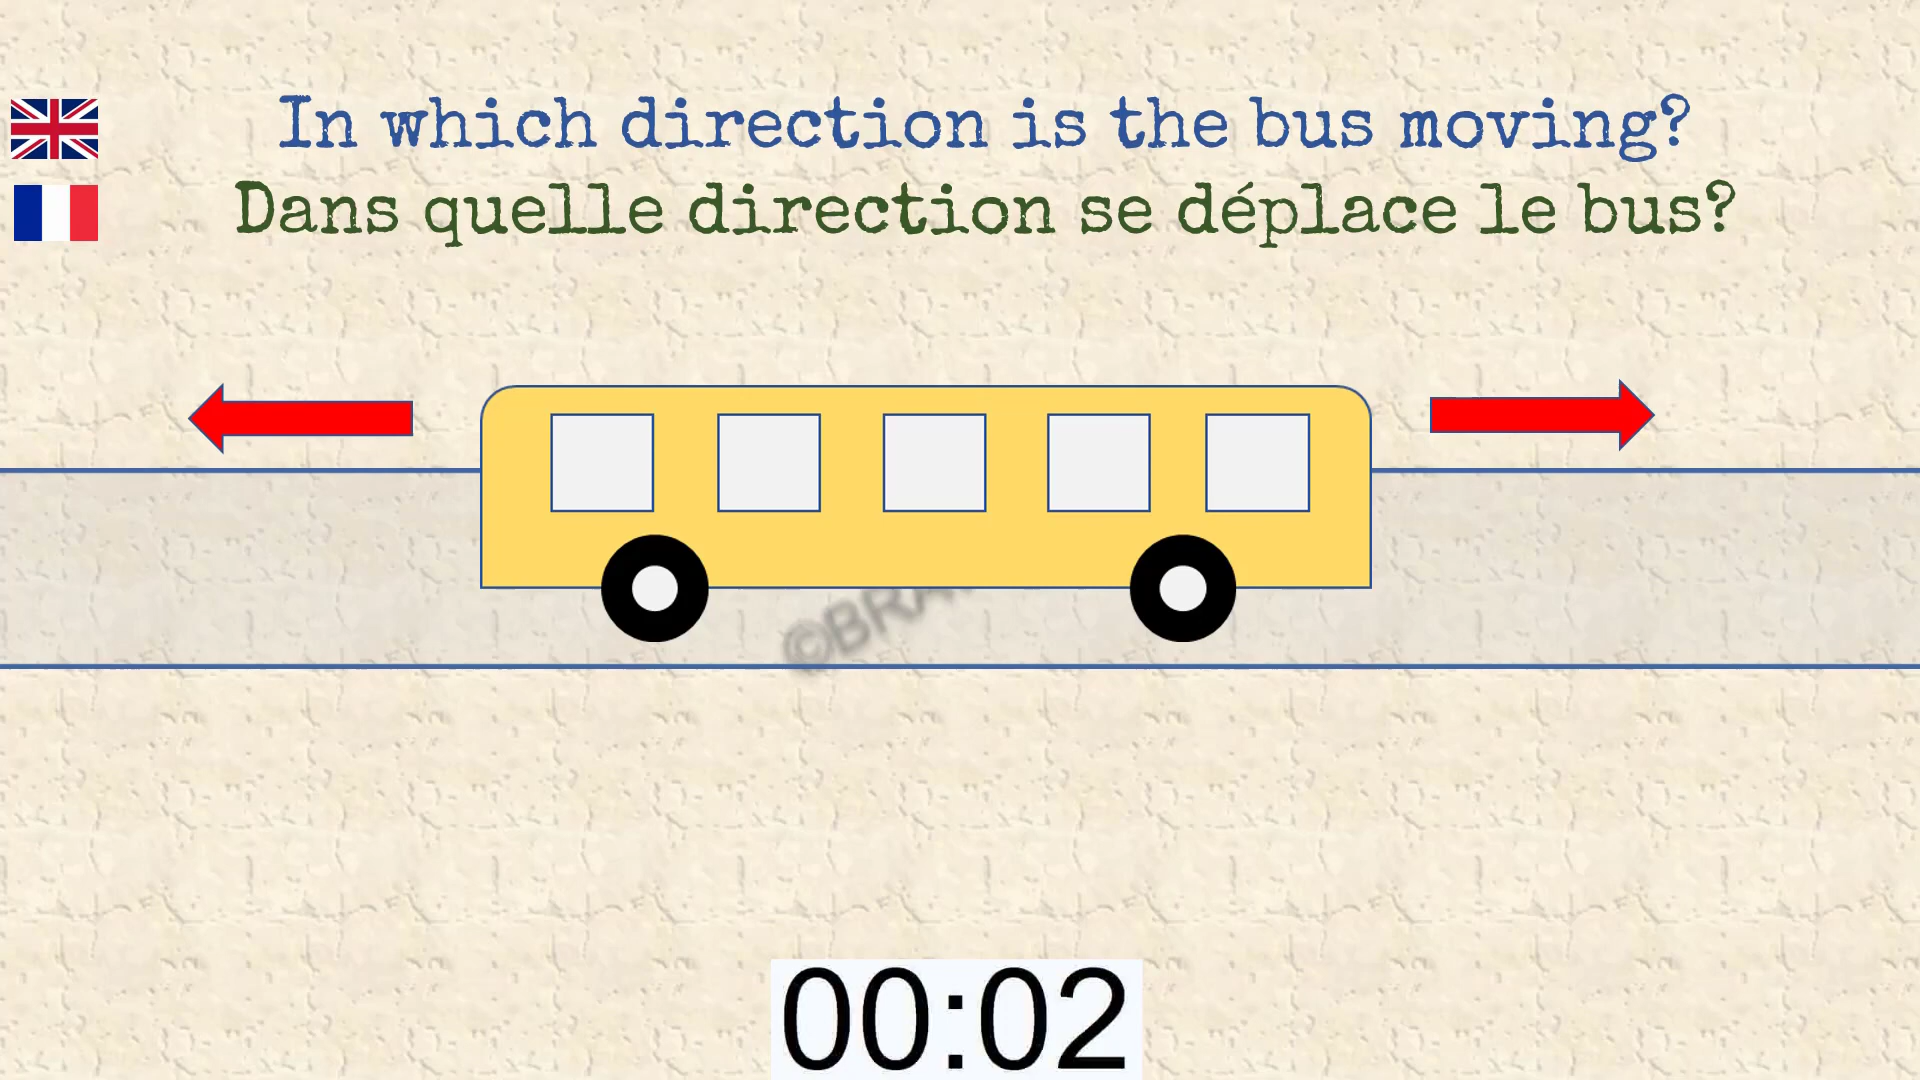 In which direction is the bus moving?
Dans quelle direction se déplace le bus?
00:02